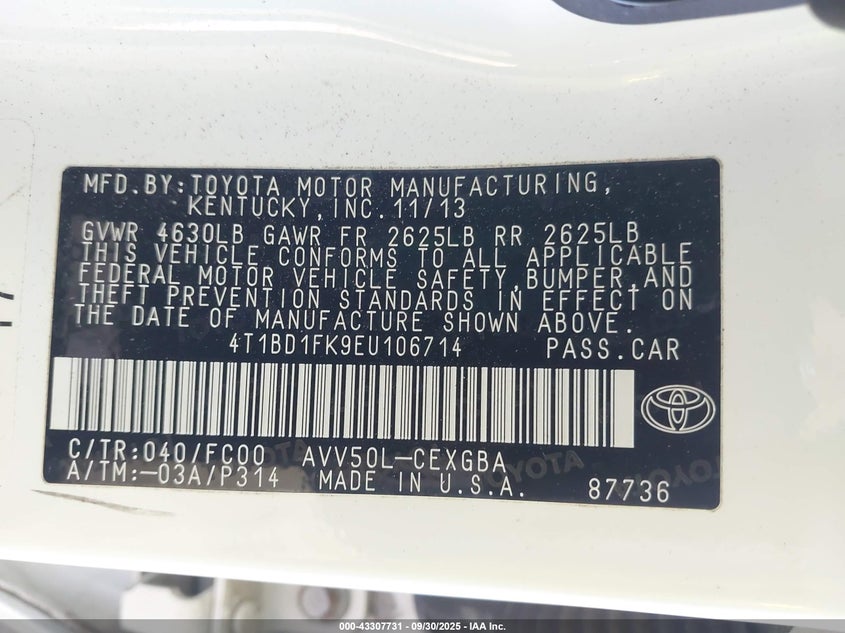 MFD.BY:TOYOTA MOTOR MANUFACTURING,
KENTUCKY,INC.11/13
GVWR 4630LB GAWR FR 2625LB RR 2625LB
THIS VEHICLE CONFORMS TO ALL APPLICABLE
FEDERAL MOTOR VEHICLE SAFETY,BUMPER,AND
THEFT PREVENTION STANDARDS IN EFFECT ON
THE DATE OF MANUFACTURE SHOWN ABOVE.
4T1BD1FK9EU106714 PASS.CAR
C/TR:040/FC00 AVV50L-CEXGBA
A/TM:-03A/P314 MADE IN U.S.A. 87736
TOYOTA
000-43307731 - 09/30/2025 - IAA Inc.